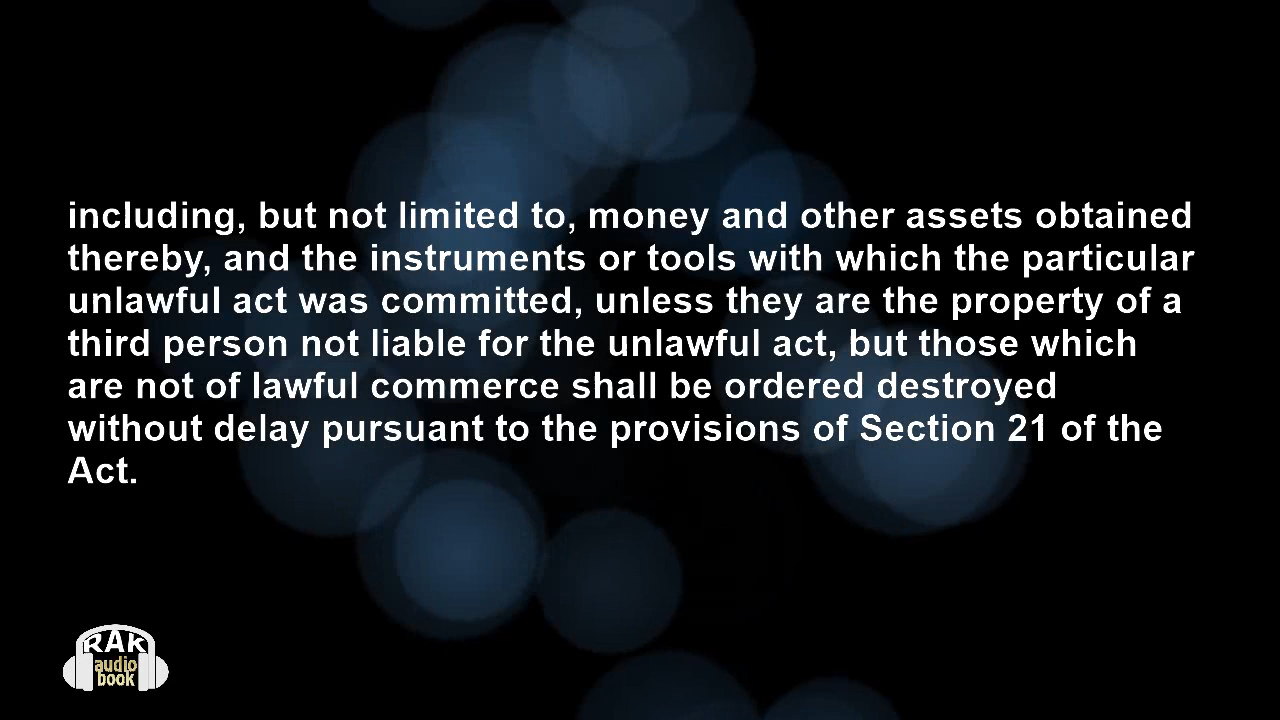 including, but not limited to, money and other assets obtained
thereby, and the instruments or tools with which the particular
unlawful act was committed, unless they are the property of a
third person not liable for the unlawful act, but those which
are not of lawful commerce shall be ordered destroyed
without delay pursuant to the provisions of Section 21 of the
Act.
RAK
audio
book